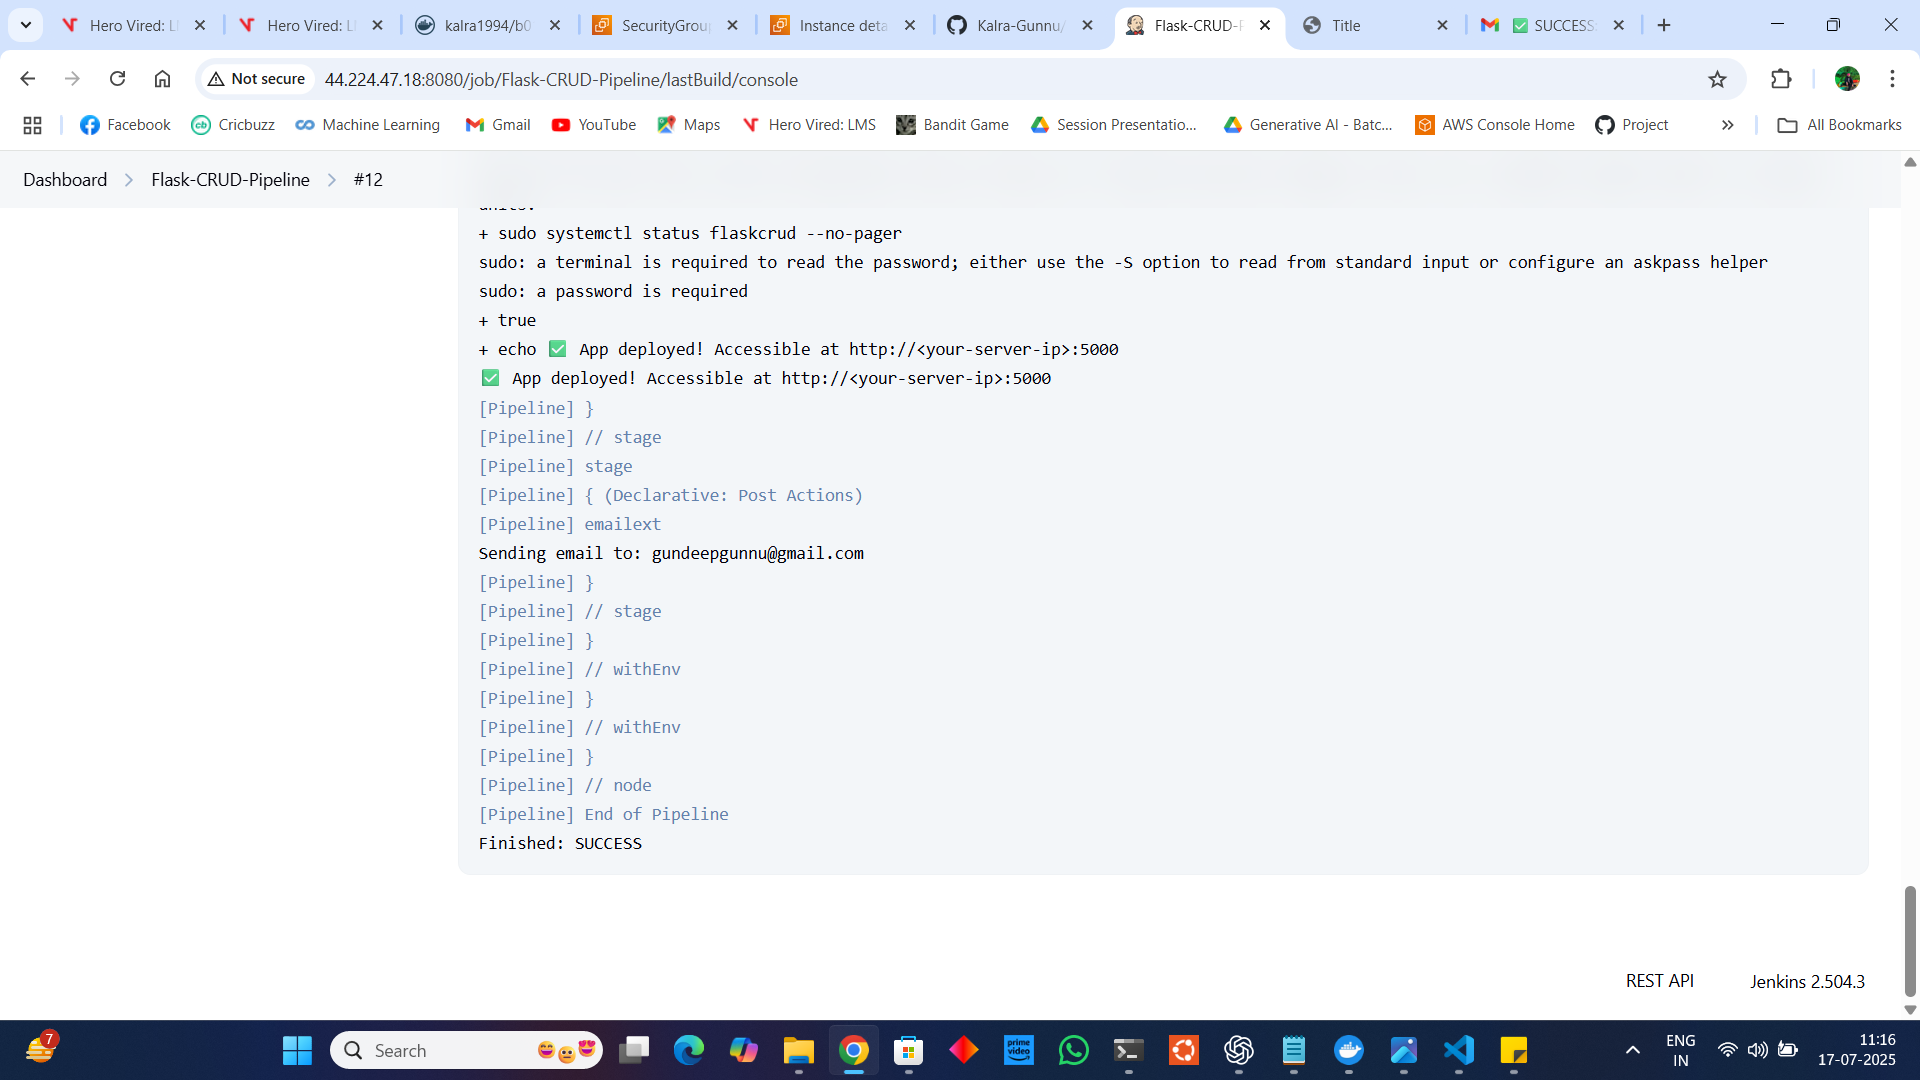 Hero Vired: L
Hero Vired: L
kalra1994/b0
SecurityGrou
Instance deta
Kalra-Gunnu/
Flask-CRUD-P
Title
✅ SUCCESS
Not secure
44.224.47.18:8080/job/Flask-CRUD-Pipeline/lastBuild/console
Facebook
Cricbuzz
Machine Learning
Gmail
YouTube
Maps
Hero Vired: LMS
Bandit Game
Session Presentatio...
Generative AI - Batc...
AWS Console Home
Project
All Bookmarks
Dashboard
Flask-CRUD-Pipeline
#12
units.
+ sudo systemctl status flaskcrud --no-pager
sudo: a terminal is required to read the password; either use the -S option to read from standard input or configure an askpass helper
sudo: a password is required
+ true
+ echo ✅ App deployed! Accessible at http://<your-server-ip>:5000
✅ App deployed! Accessible at http://<your-server-ip>:5000
[Pipeline] }
[Pipeline] // stage
[Pipeline] stage
[Pipeline] { (Declarative: Post Actions)
[Pipeline] emailext
Sending email to: gundeepgunnu@gmail.com
[Pipeline] }
[Pipeline] // stage
[Pipeline] }
[Pipeline] // withEnv
[Pipeline] }
[Pipeline] // withEnv
[Pipeline] }
[Pipeline] // node
[Pipeline] End of Pipeline
Finished: SUCCESS
REST API
Jenkins 2.504.3
7
Search
prime video
ENG
IN
11:16
17-07-2025